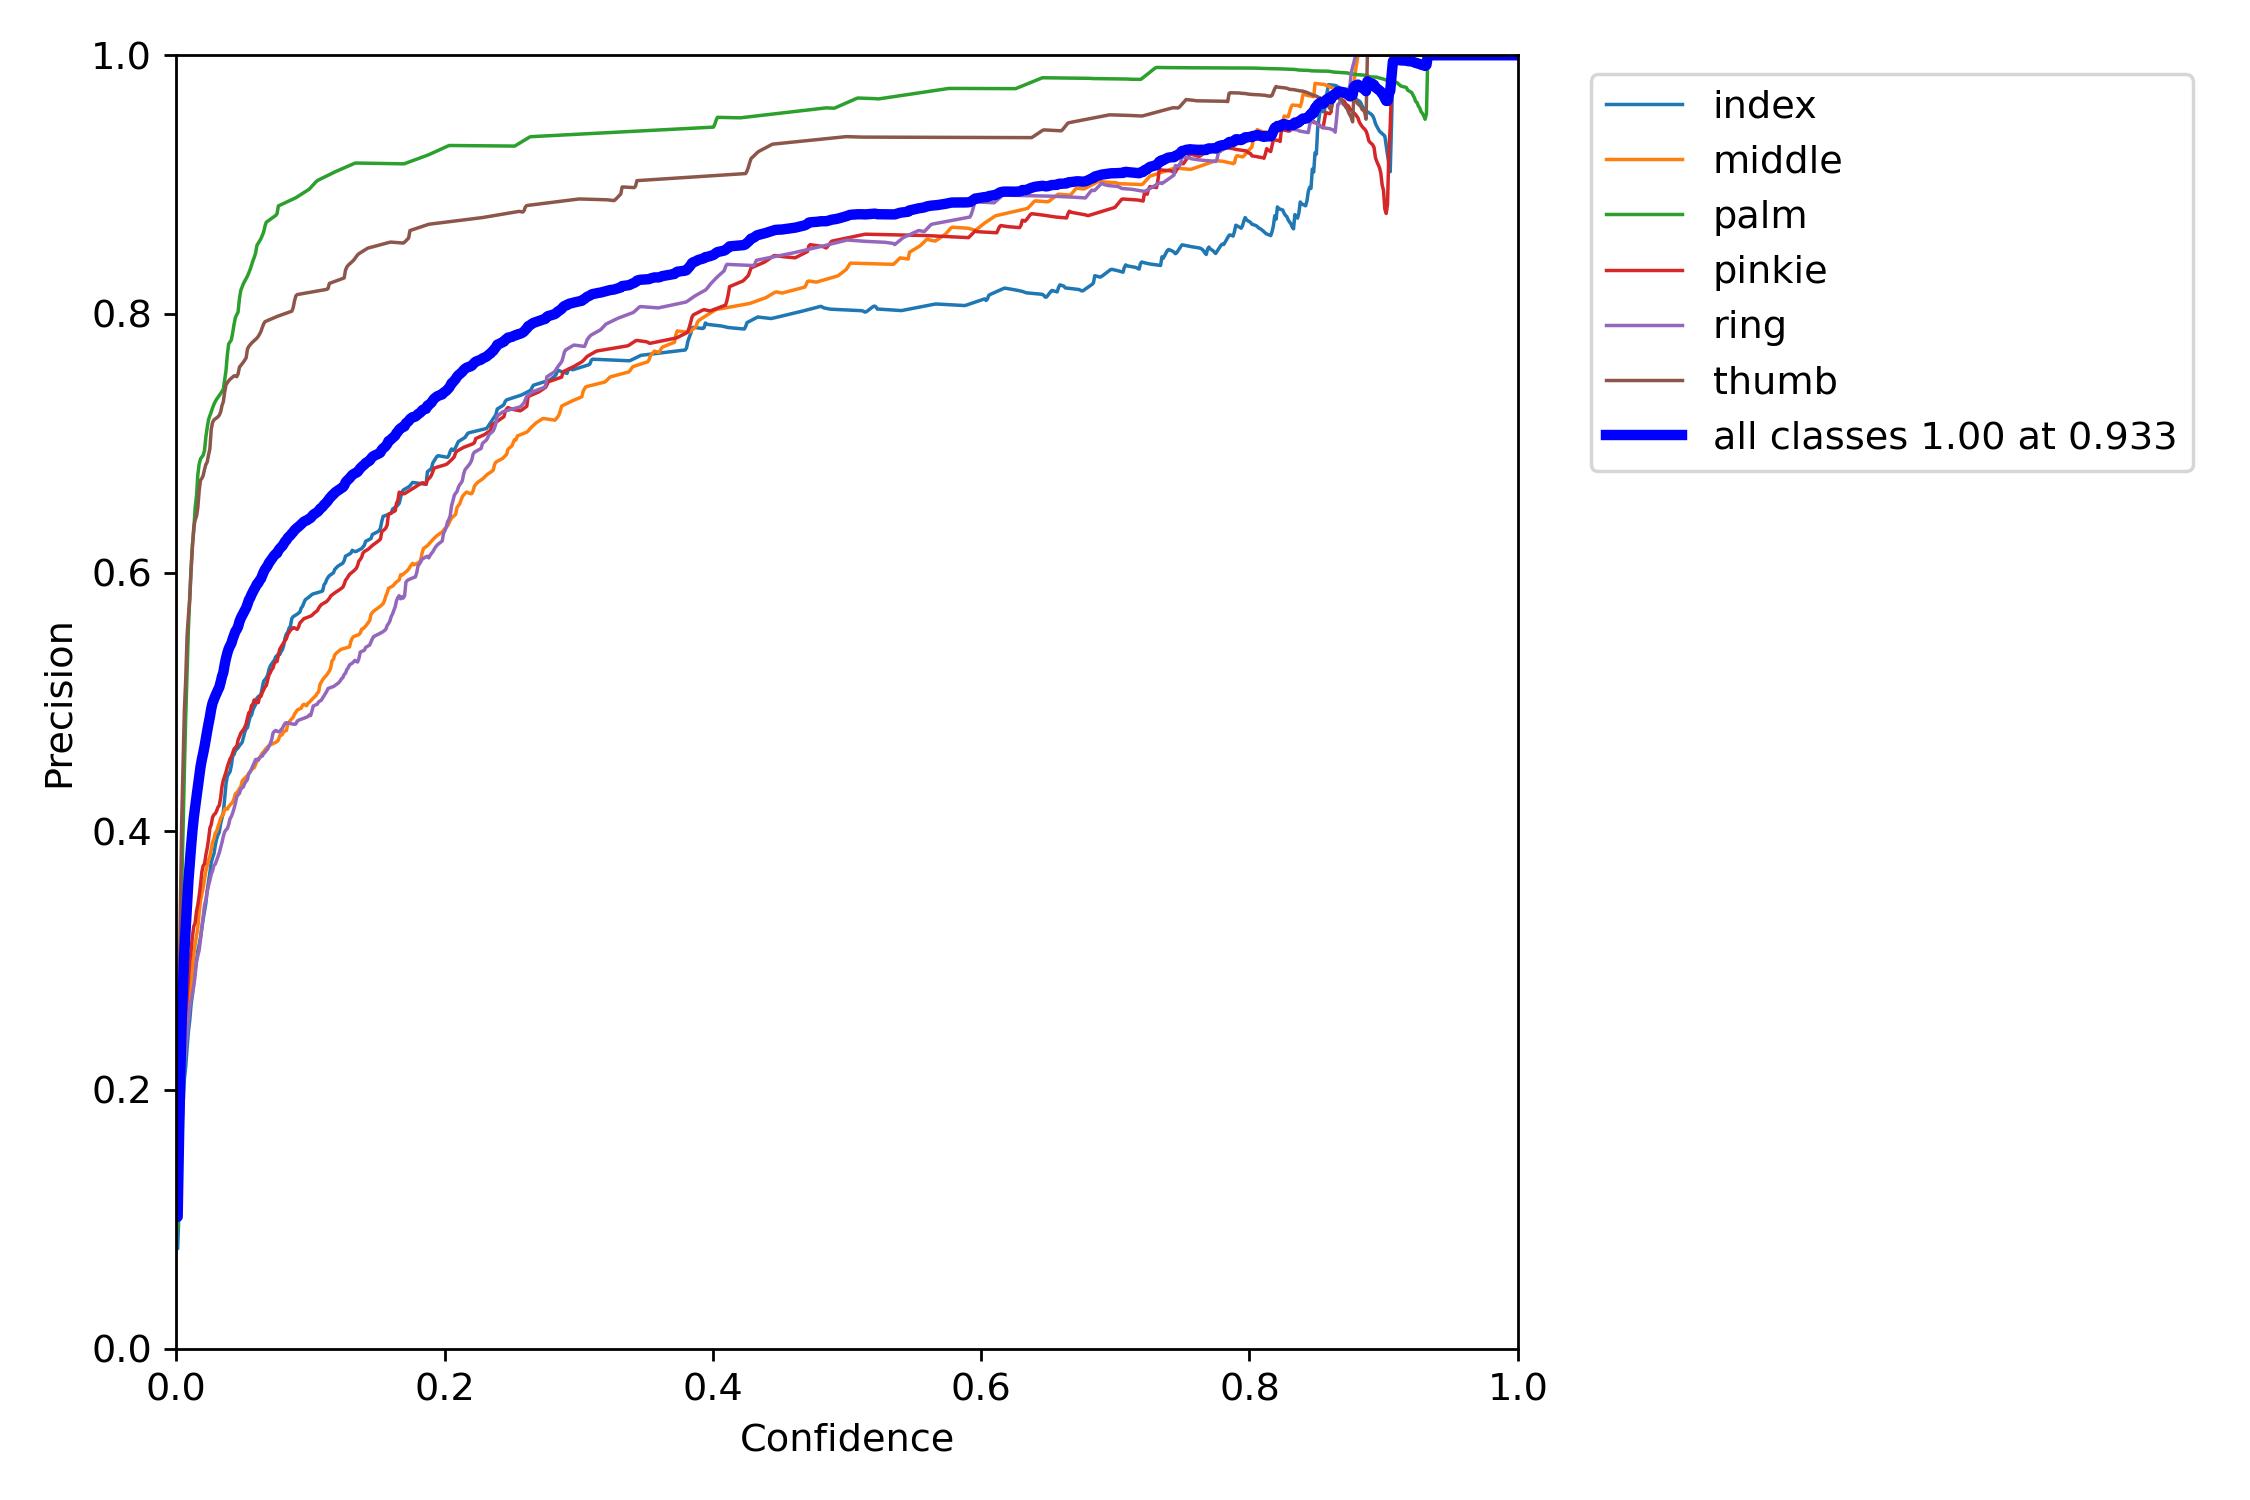 1.0
0.8
0.6
0.4
0.2
0.0
Precision
0.0 0.2 0.4 0.6 0.8 1.0
Confidence
index
middle
palm
pinkie
ring
thumb
all classes 1.00 at 0.933